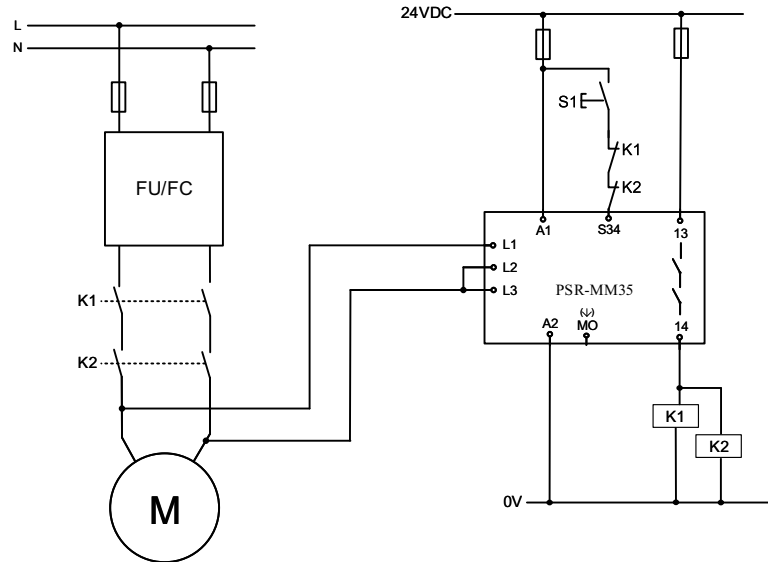 24VDC
L
N
S1
K1
K2
FU/FC
A1
S34
13
L1
L2
L3
PSR-MM35
A2
(↓)
MO
14
K1
K2
K1
K2
0V
M